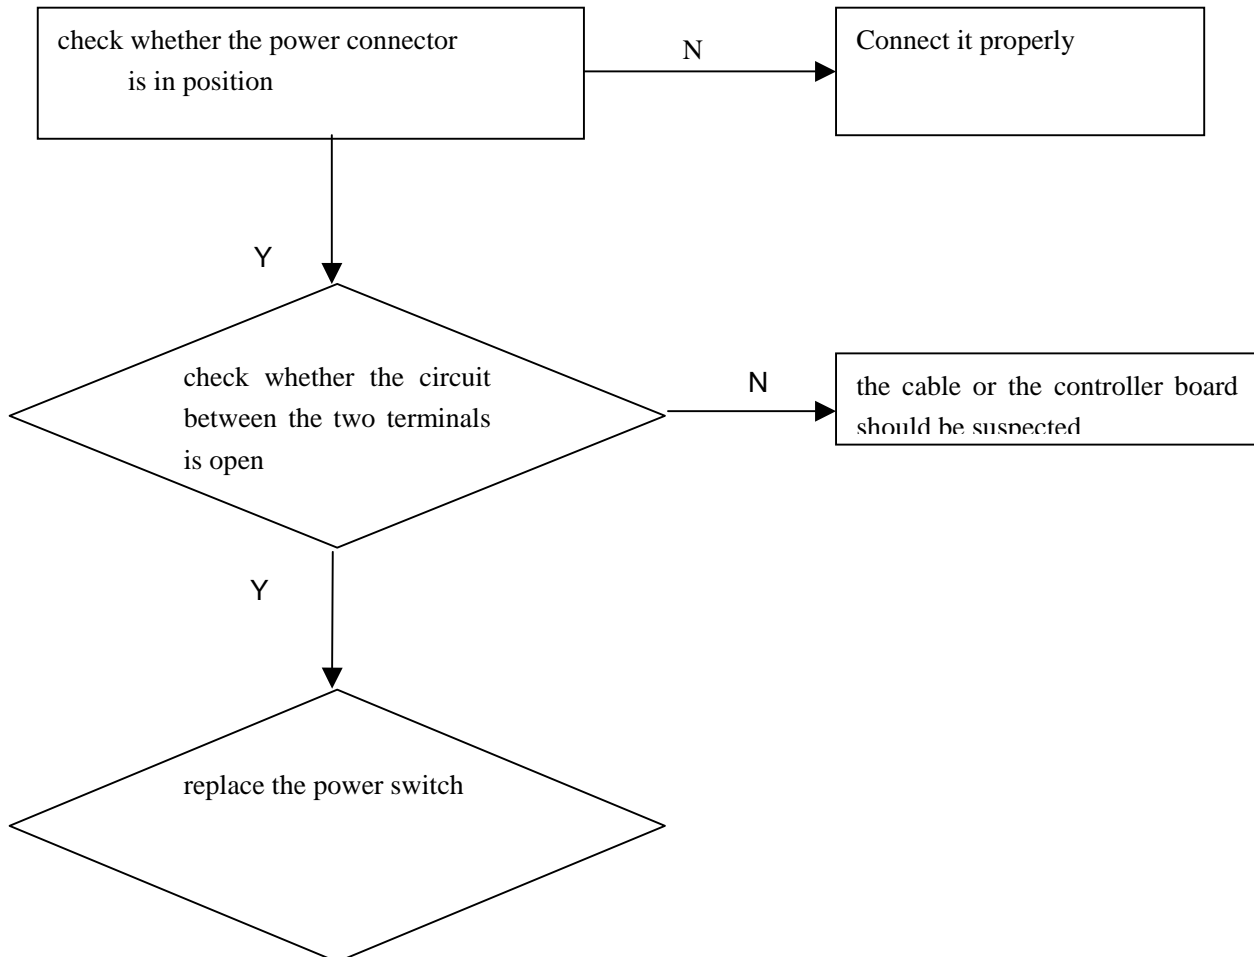 check whether the power connector
is in position
N
Connect it properly
Y
check whether the circuit
between the two terminals
is open
N
the cable or the controller board
should be suspected
Y
replace the power switch